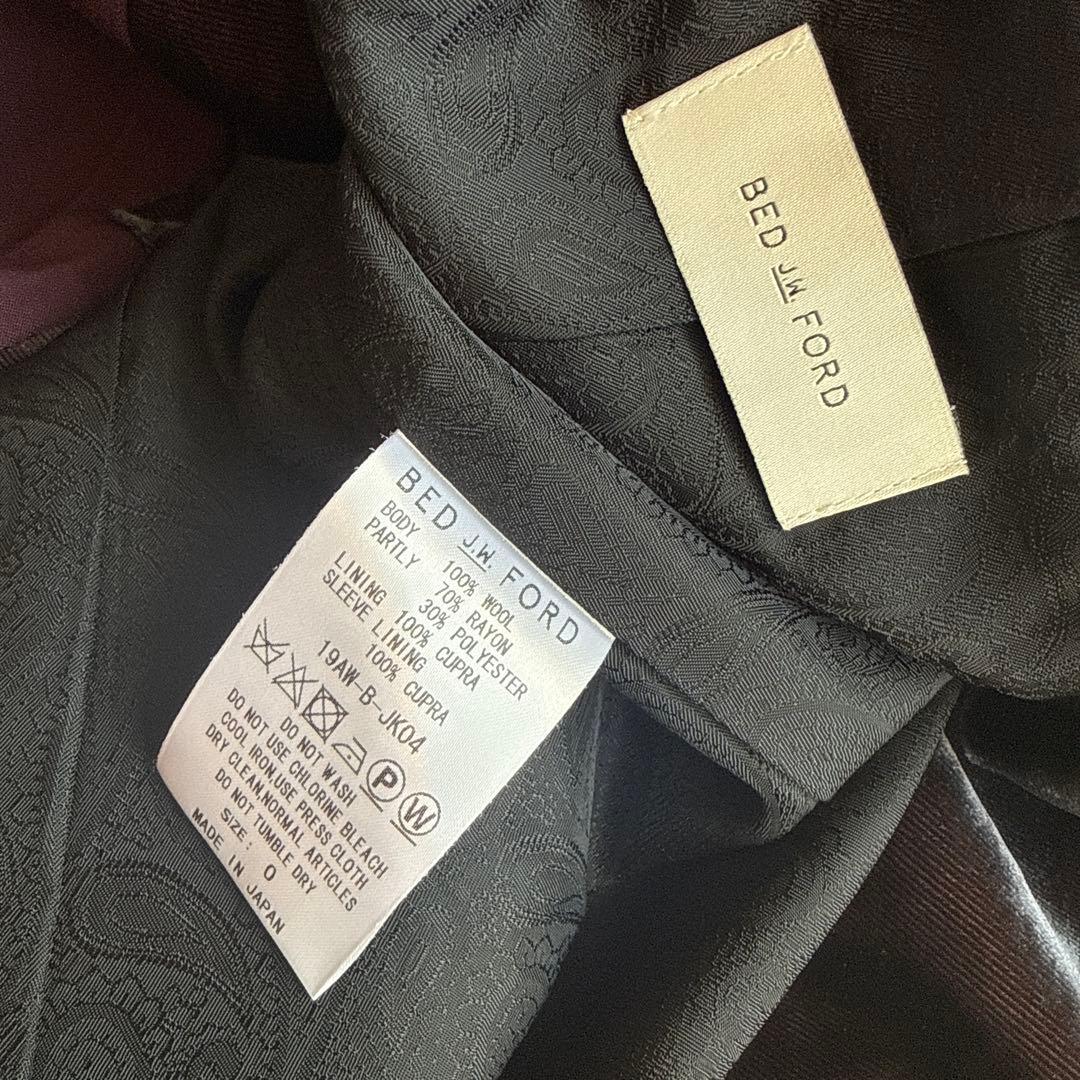 BED J.W. FORD
BED J.W. FORD
BODY 100% WOOL
PARTLY 70% RAYON
30% POLYESTER
LINING 100% CUPRA
SLEEVE LINING
100% CUPRA
19AW-B-JK04
P W
DO NOT WASH
DO NOT USE CHLORINE BLEACH
COOL IRON.USE PRESS CLOTH
DRY CLEAN.NORMAL ARTICLES
DO NOT TUMBLE DRY
SIZE: 0
MADE IN JAPAN